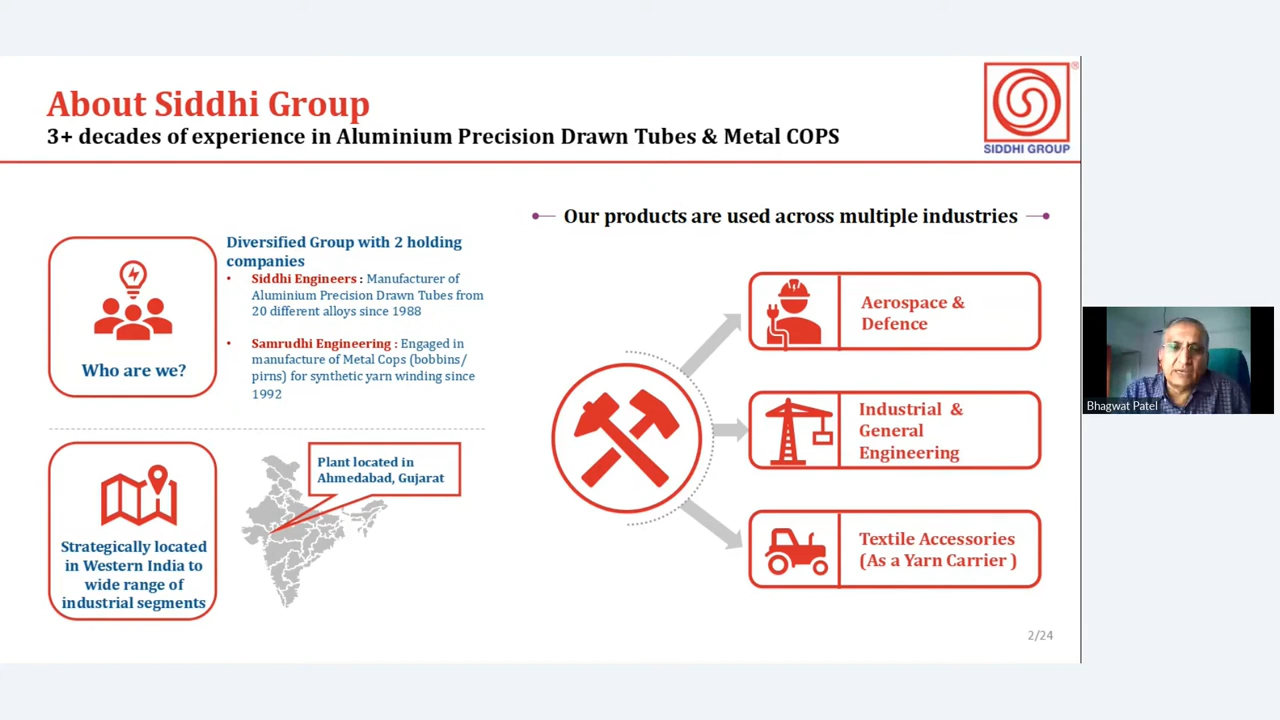 About Siddhi Group
3+ decades of experience in Aluminium Precision Drawn Tubes & Metal COPS
®
SIDDHI GROUP
Who are we?
Diversified Group with 2 holding
companies
• Siddhi Engineers : Manufacturer of
Aluminium Precision Drawn Tubes from
20 different alloys since 1988
• Samrudhi Engineering : Engaged in
manufacture of Metal Cops (bobbins/
pirns) for synthetic yarn winding since
1992
Strategically located
in Western India to
wide range of
industrial segments
Plant located in
Ahmedabad, Gujarat
Our products are used across multiple industries
Aerospace &
Defence
Industrial &
General
Engineering
Textile Accessories
(As a Yarn Carrier )
2/24
Bhagwat Patel